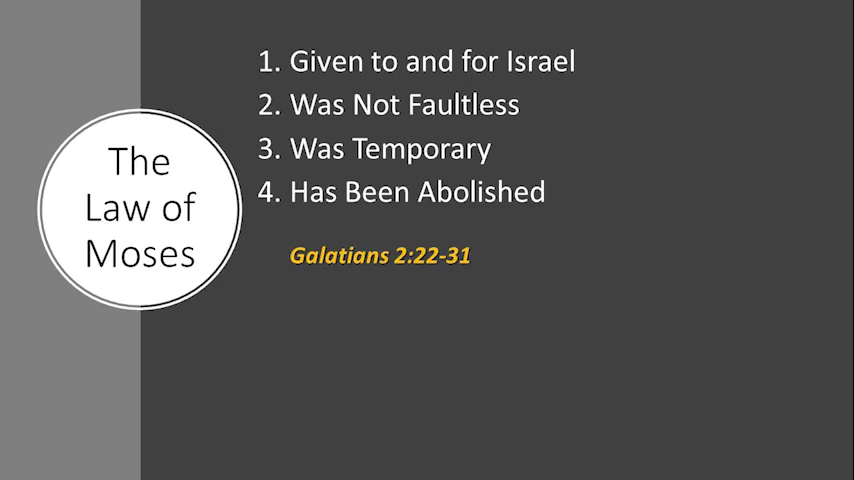 The
Law of
Moses
1. Given to and for Israel
2. Was Not Faultless
3. Was Temporary
4. Has Been Abolished
Galatians 2:22-31